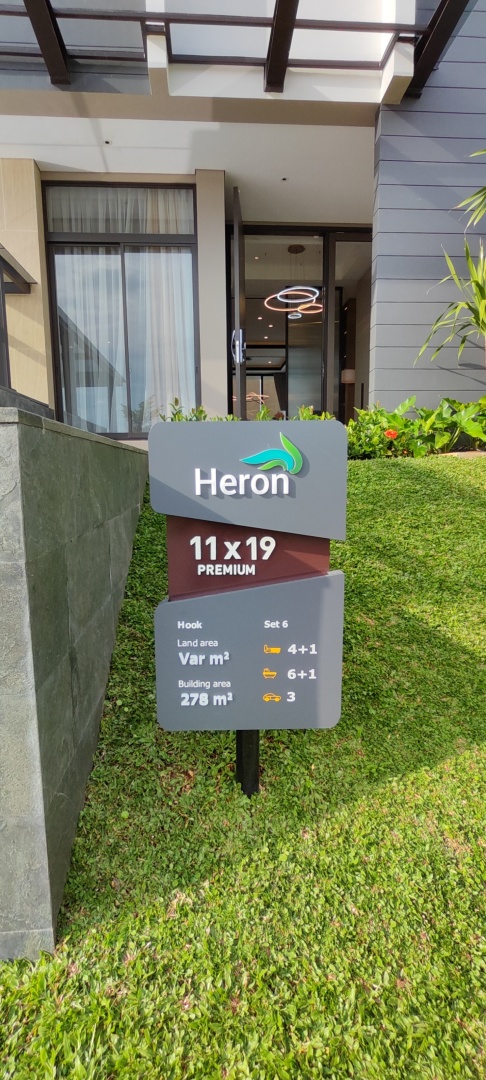 Heron
11 x 19
PREMIUM
Hook
Set 6
Land area
Var m²
4+1
6+1
Building area
278 m²
3